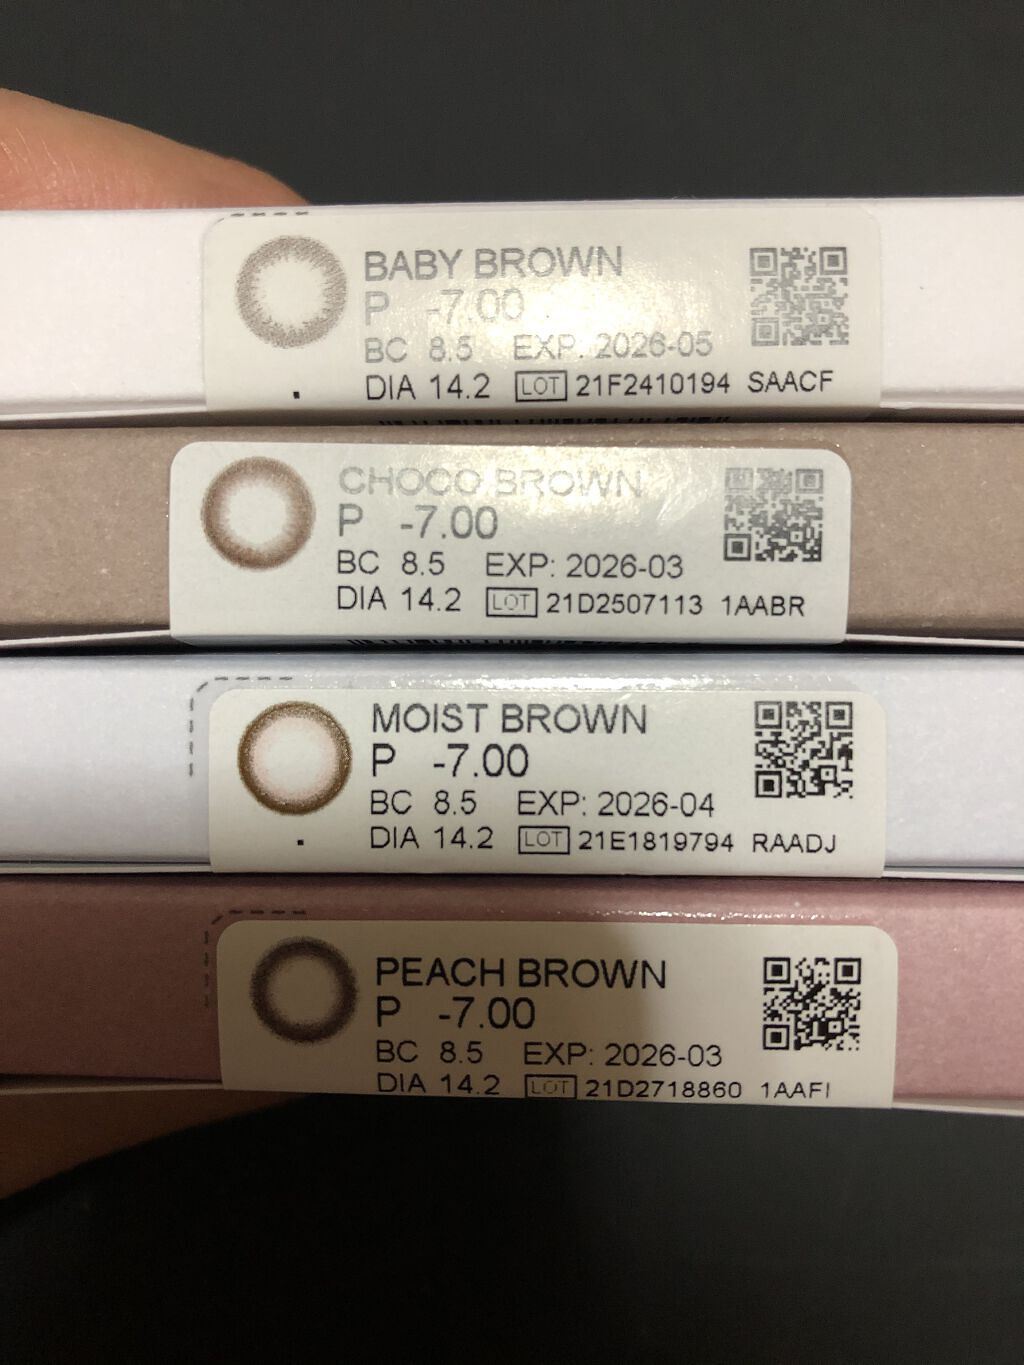 BABY BROWN
P -7.00
BC 8.5 EXP: 2026-05
DIA 14.2 LOT 21F2410194 SAACF
CHOCO BROWN
P -7.00
BC 8.5 EXP: 2026-03
DIA 14.2 LOT 21D2507113 1AABR
MOIST BROWN
P -7.00
BC 8.5 EXP: 2026-04
DIA 14.2 LOT 21E1819794 RAADJ
PEACH BROWN
P -7.00
BC 8.5 EXP: 2026-03
DIA 14.2 LOT 21D2718860 1AAFI